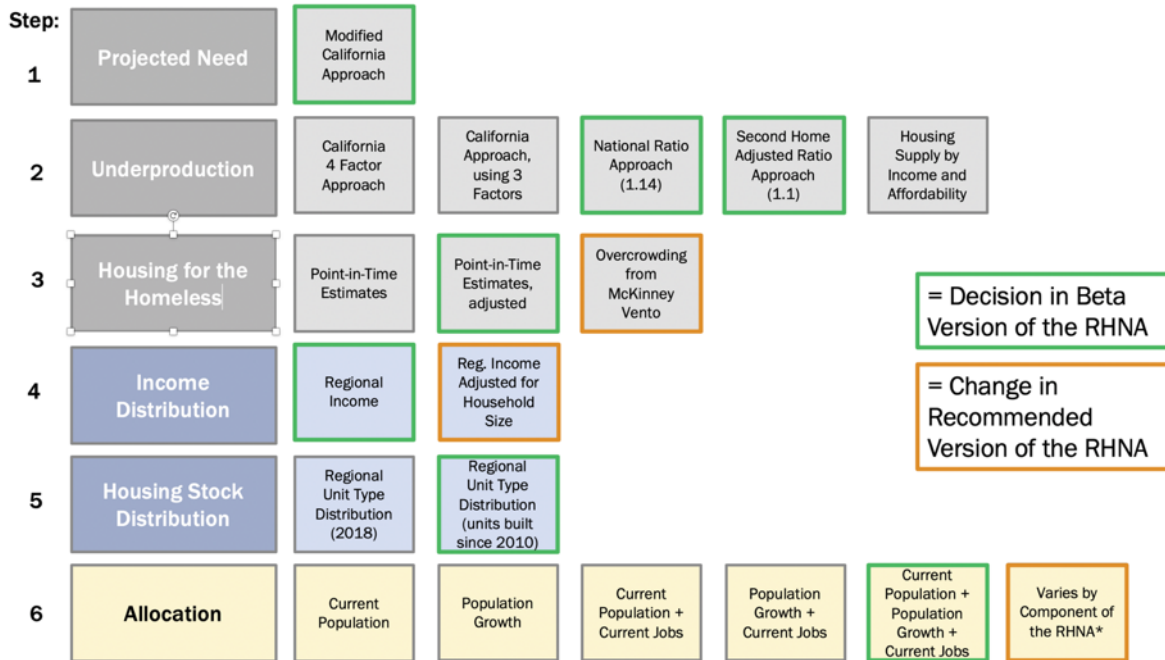 Step:
1
Projected Need
Modified
California
Approach
2
Underproduction
California
4 Factor
Approach
California
Approach,
using 3
Factors
National Ratio
Approach
(1.14)
Second Home
Adjusted Ratio
Approach
(1.1)
Housing
Supply by
Income and
Affordability
3
Housing for the
Homeless
Point-in-Time
Estimates
Point-in-Time
Estimates,
adjusted
Overcrowding
from
McKinney
Vento
= Decision in Beta
Version of the RHNA
4
Income
Distribution
Regional
Income
Reg. Income
Adjusted for
Household
Size
= Change in
Recommended
Version of the RHNA
5
Housing Stock
Distribution
Regional
Unit Type
Distribution
(2018)
Regional
Unit Type
Distribution
(units built
since 2010)
6
Allocation
Current
Population
Population
Growth
Current
Population +
Current Jobs
Population
Growth +
Current Jobs
Current
Population +
Population
Growth +
Current Jobs
Varies by
Component of
the RHNA*